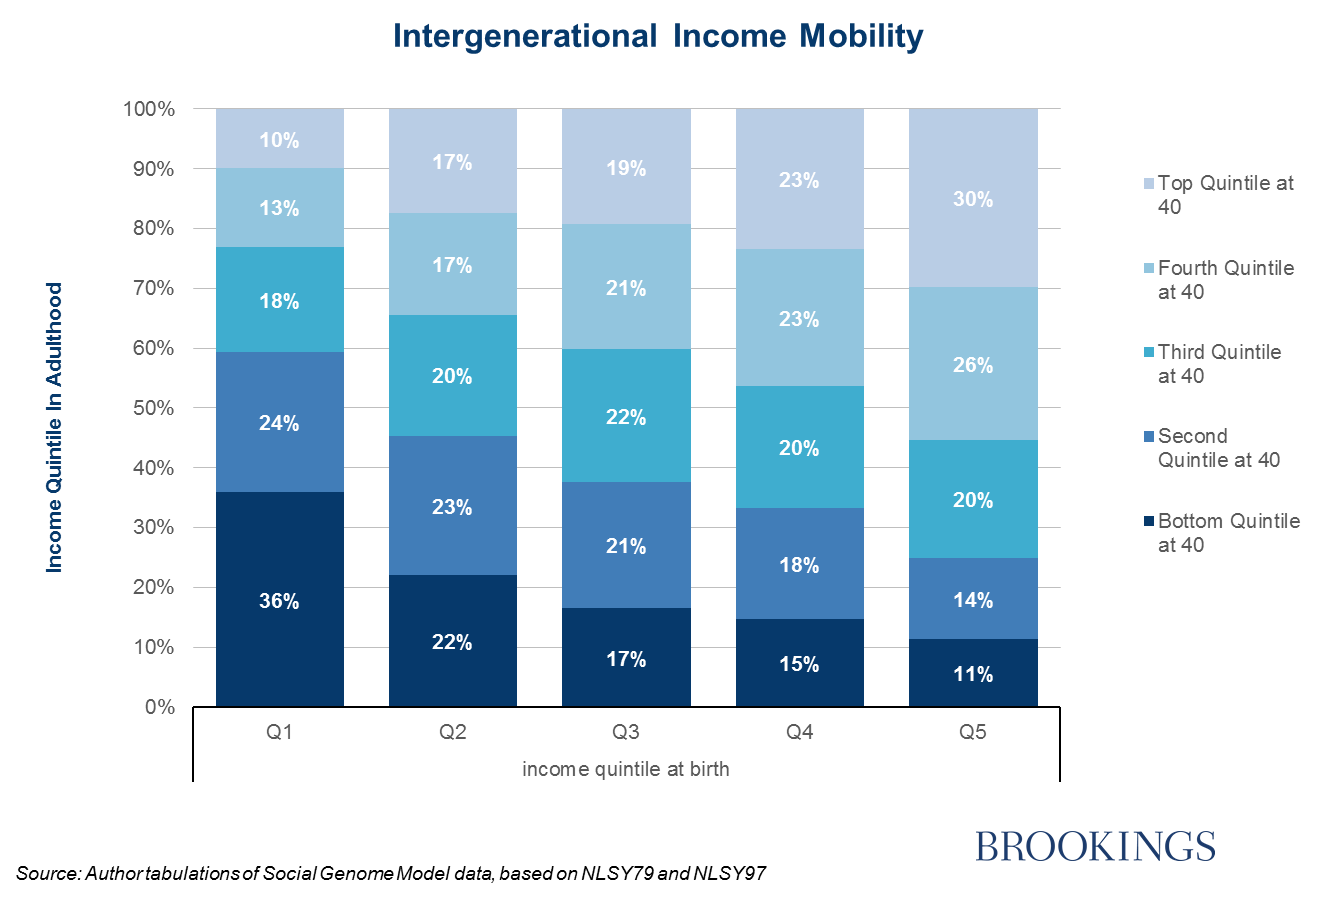 Intergenerational Income Mobility
Income Quintile In Adulthood
100%
90%
80%
70%
60%
50%
40%
30%
20%
10%
0%
10%
13%
18%
24%
36%
17%
17%
20%
23%
22%
19%
21%
22%
21%
17%
23%
23%
20%
18%
15%
30%
26%
20%
14%
11%
Q1
Q2
Q3
Q4
Q5
income quintile at birth
Top Quintile at
40
Fourth Quintile
at 40
Third Quintile
at 40
Second
Quintile at 40
Bottom Quintile
at 40
BROOKINGS
Source: Author tabulations of Social Genome Model data, based on NLSY79 and NLSY97